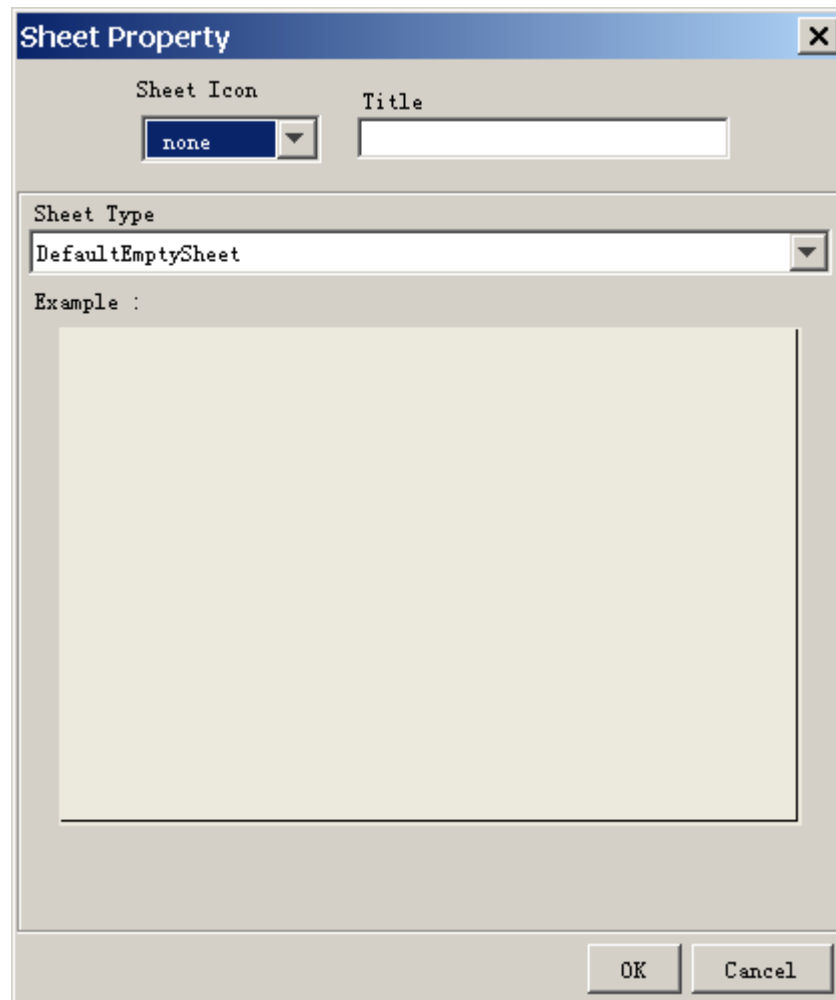 Sheet Property
Sheet Icon
Title
none
Sheet Type
DefaultEmptySheet
Example :
OK
Cancel